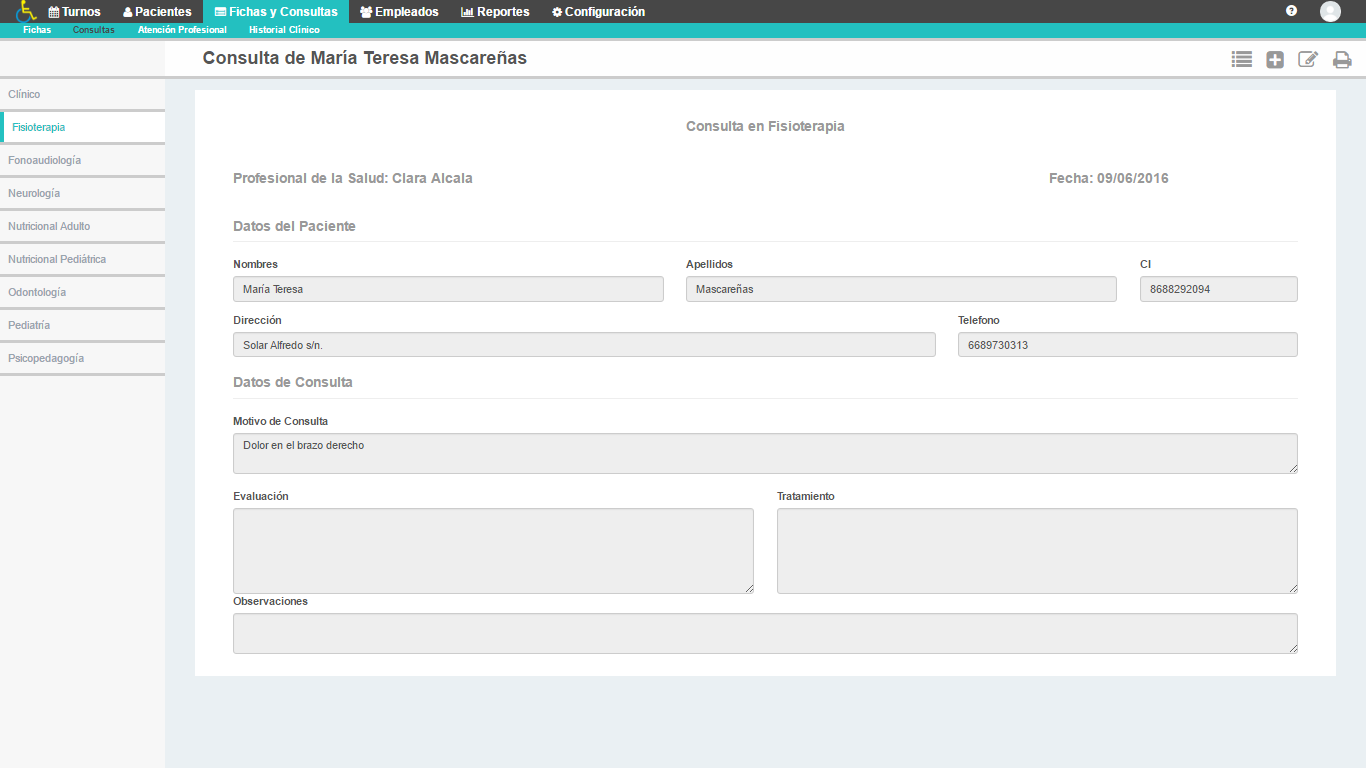 Turnos Pacientes Fichas y Consultas Empleados Reportes Configuración
Fichas Consultas Atención Profesional Historial Clínico
Consulta de María Teresa Mascareñas
Clínico
Fisioterapia
Fonoaudiología
Neurología
Nutricional Adulto
Nutricional Pediátrica
Odontología
Pediatría
Psicopedagogía
Consulta en Fisioterapia
Profesional de la Salud: Clara Alcala Fecha: 09/06/2016
Datos del Paciente
Nombres Apellidos CI
María Teresa Mascareñas 8688292094
Dirección Telefono
Solar Alfredo s/n. 6689730313
Datos de Consulta
Motivo de Consulta
Dolor en el brazo derecho
Evaluación Tratamiento
Observaciones